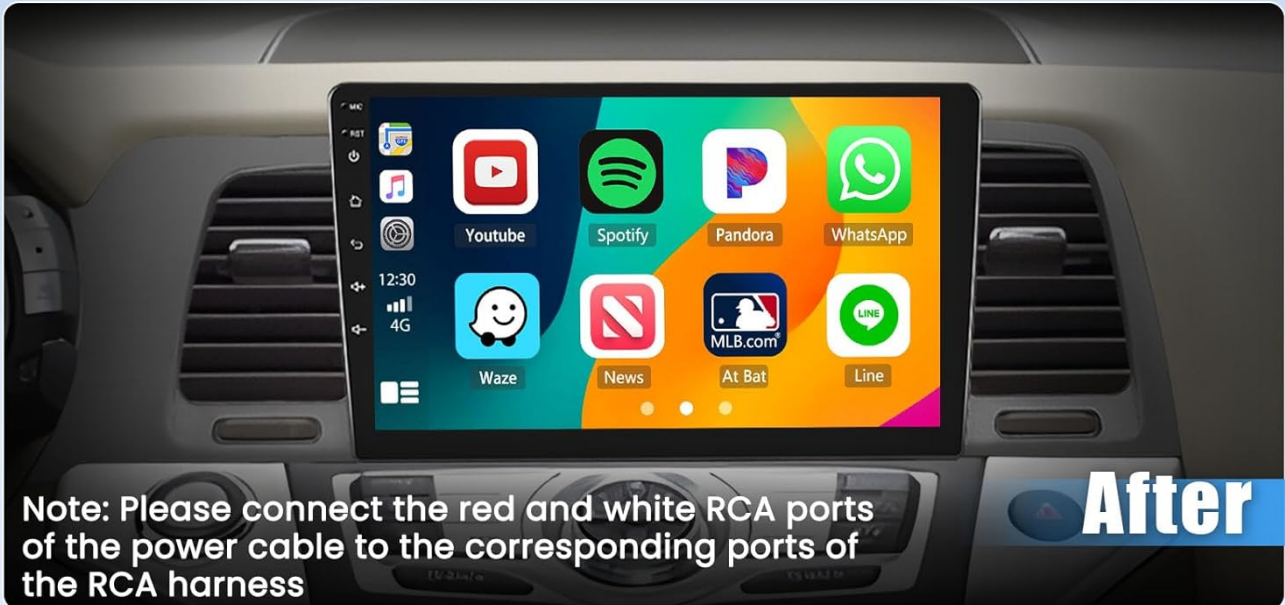 MIC
RST
Youtube
Spotify
Pandora
WhatsApp
12:30
4G
LINE
MLB.com
Waze
News
At Bat
Line
After
Note: Please connect the red and white RCA ports
of the power cable to the corresponding ports of
the RCA harness